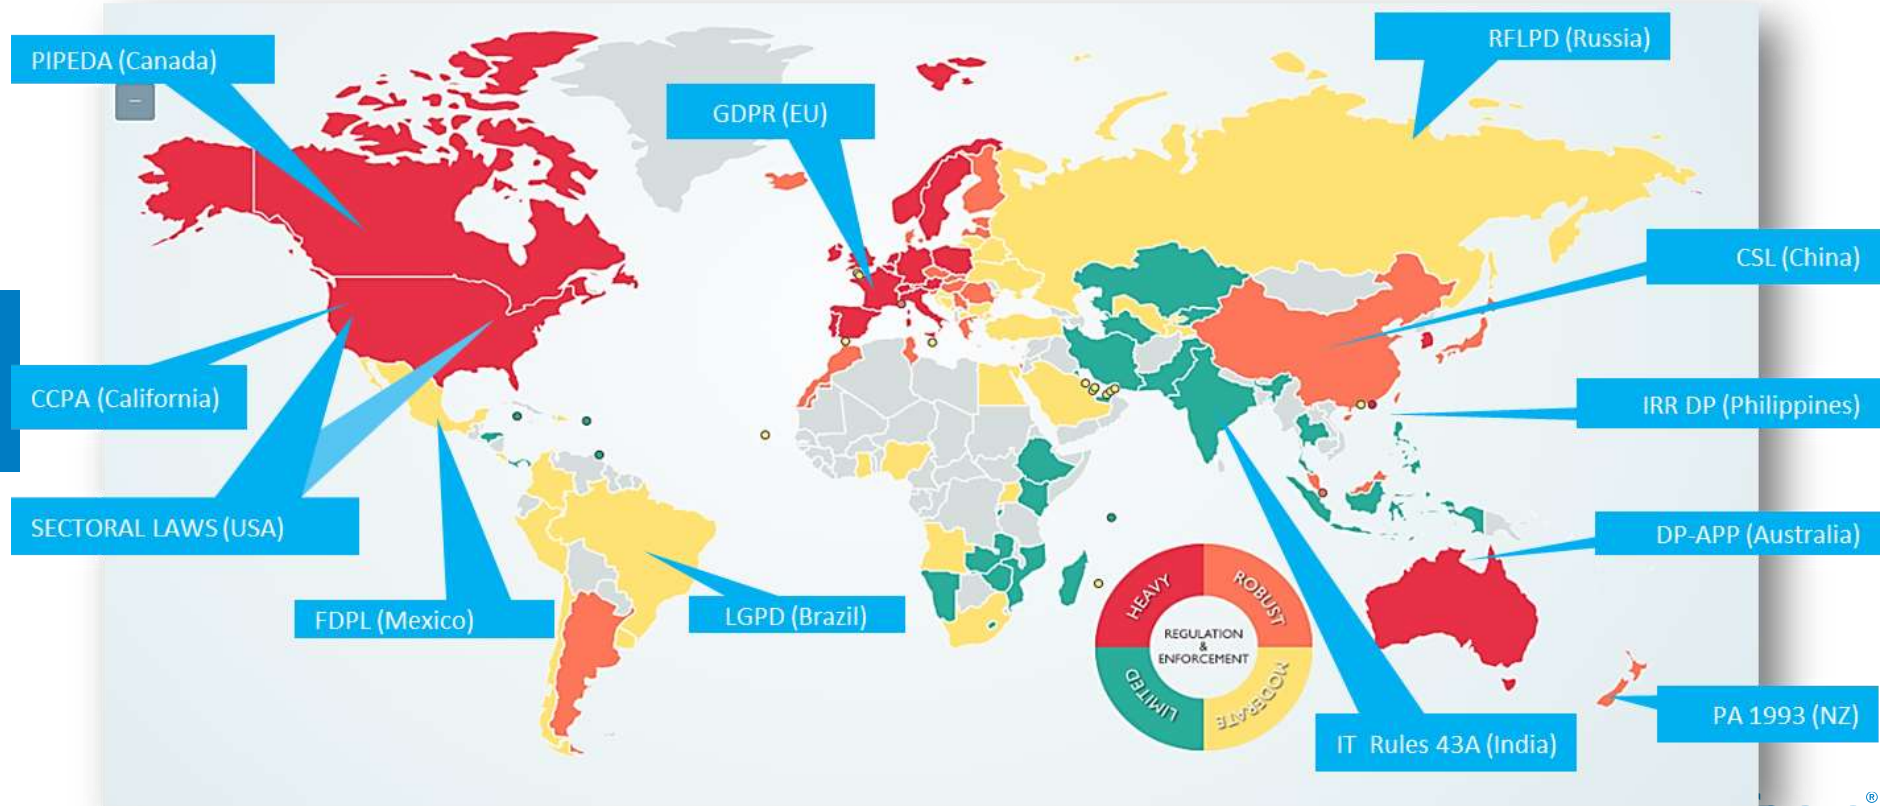 PIPEDA (Canada)
RFLPD (Russia)
GDPR (EU)
CSL (China)
CCPA (California)
IRR DP (Philippines)
SECTORAL LAWS (USA)
DP-APP (Australia)
FDPL (Mexico)
LGPD (Brazil)
HEAVY
ROBUST
REGULATION
&
ENFORCEMENT
LIMITED
MODERATE
PA 1993 (NZ)
IT Rules 43A (India)
®